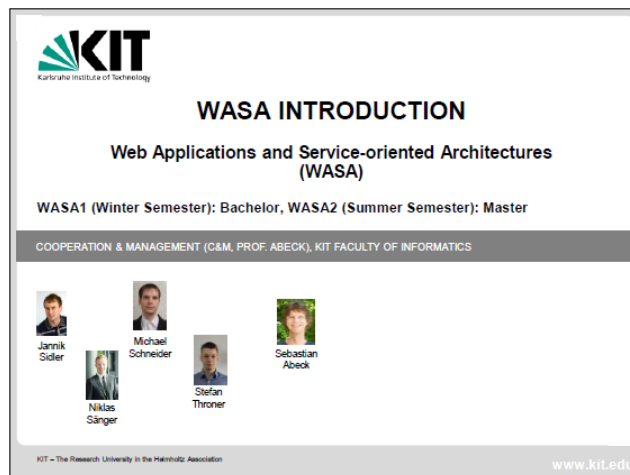 KIT
Karlsruhe Institute of Technology
WASA INTRODUCTION
Web Applications and Service-oriented Architectures
(WASA)
WASA1 (Winter Semester): Bachelor, WASA2 (Summer Semester): Master
COOPERATION & MANAGEMENT (C&M, PROF. ABECK), KIT FACULTY OF INFORMATICS
Jannik
Sidler
Michael
Schneider
Sebastian
Abeck
Niklas
Sänger
Stefan
Throner
KIT – The Research University in the Helmholtz Association
www.kit.edu